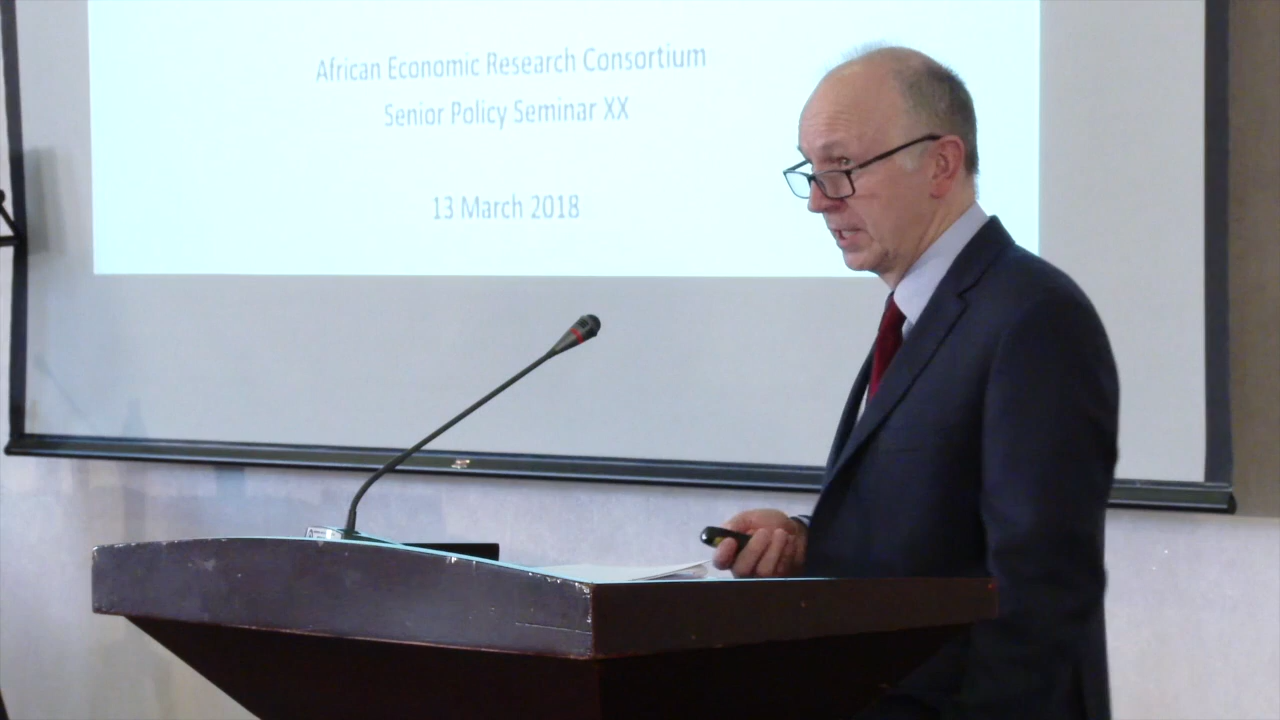 African Economic Research Consortium
Senior Policy Seminar XX
13 March 2018